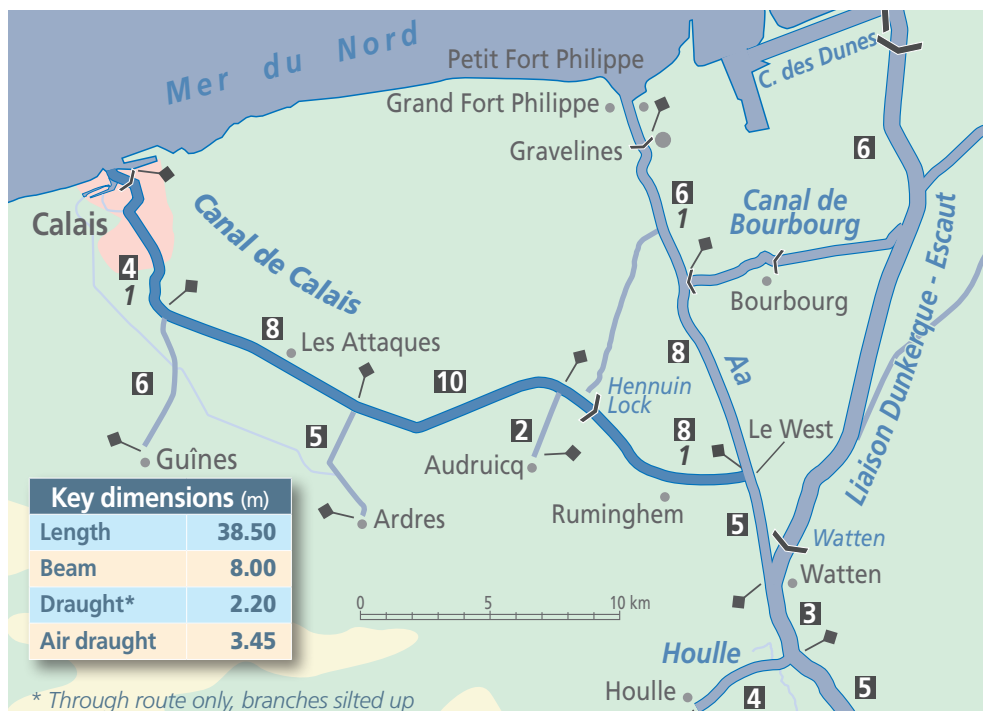 Mer du Nord
Petit Fort Philippe
C. des Dunes
Grand Fort Philippe
Gravelines
6
6
1
Calais
Canal de Calais
4
1
Canal de
Bourbourg
Bourbourg
Liaison Dunkerque - Escaut
8
Les Attaques
8
Aa
6
10
Hennuin
Lock
5
2
8
1
Le West
Guînes
Audruicq
Ruminghem
5
Ardres
Watten
Watten
Key dimensions (m)
Length 38.50
Beam 8.00
Draught* 2.20
Air draught 3.45
0 5 10 km
3
Houlle
Houlle
4
5
* Through route only, branches silted up